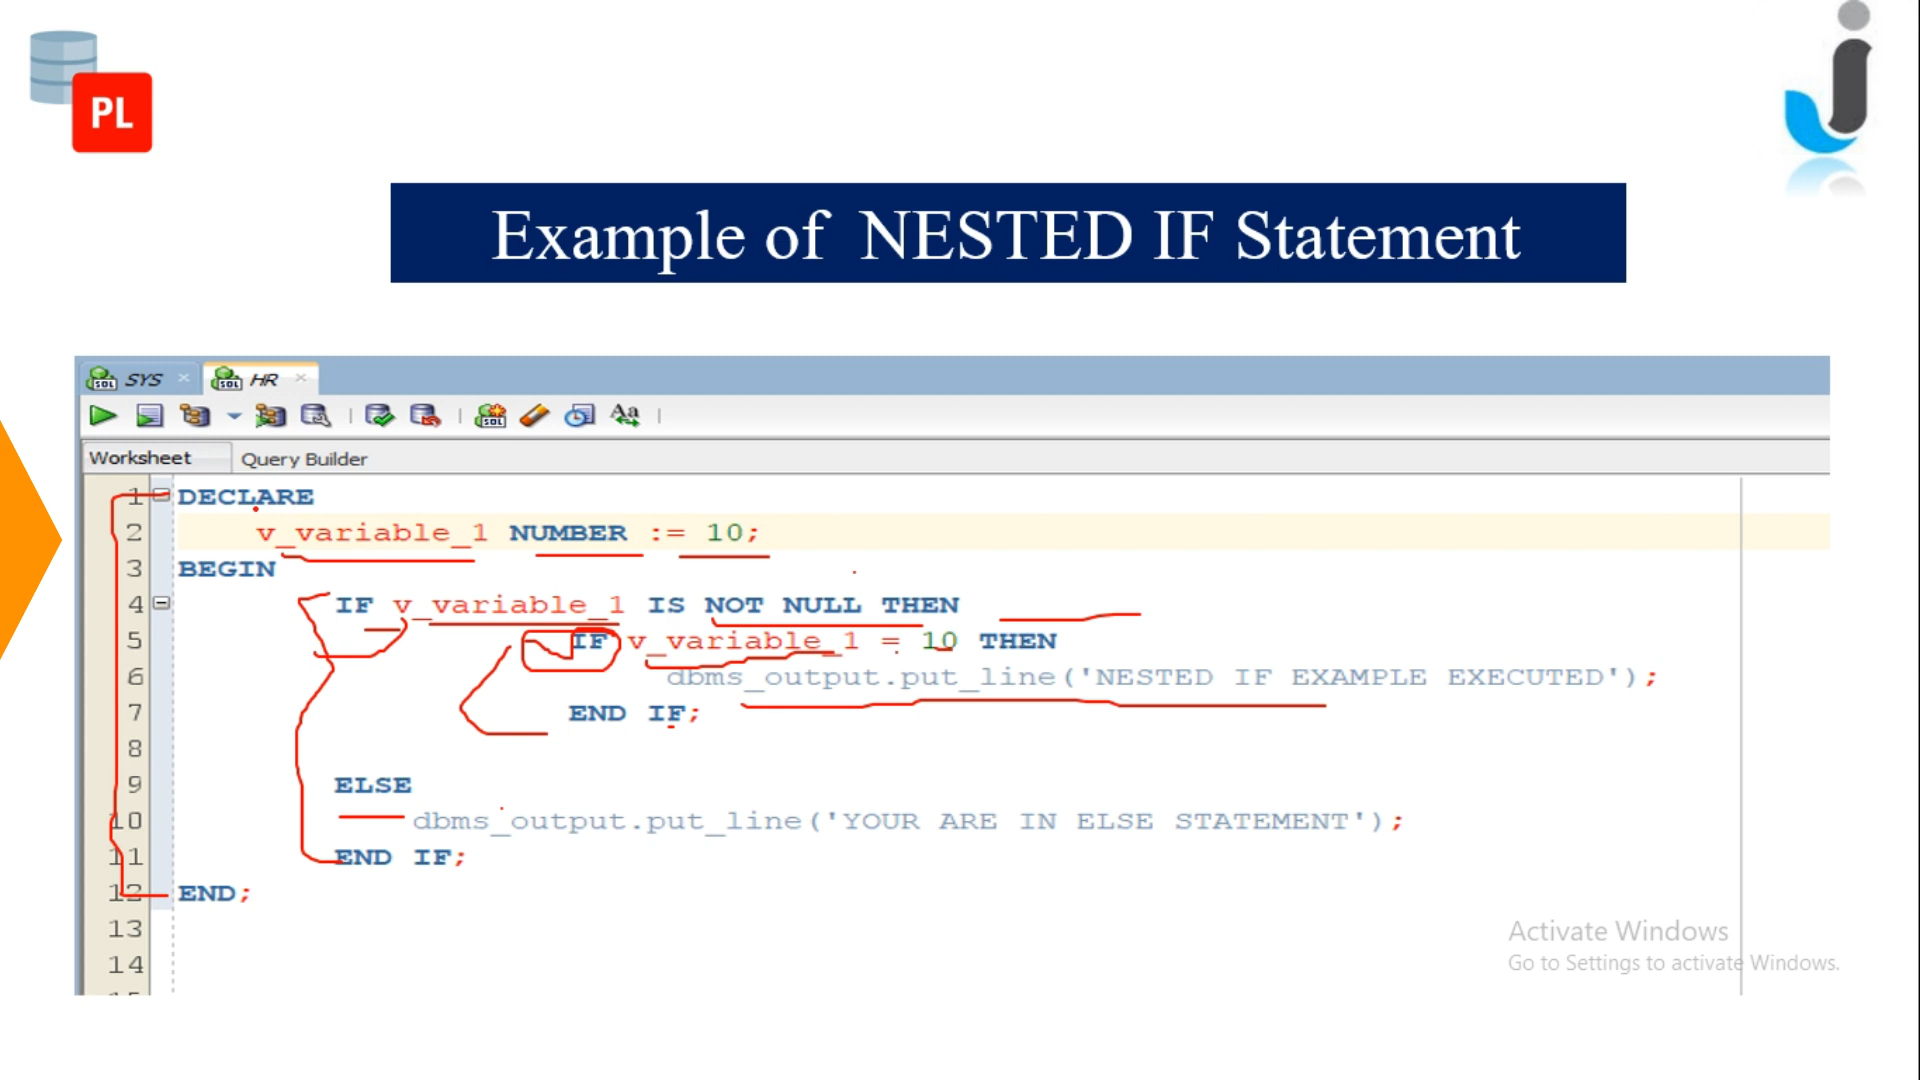 PL
Example of NESTED IF Statement
SYS
HR
Worksheet
Query Builder
1 DECLARE
2 v_variable_1 NUMBER := 10;
3 BEGIN
4 IF v_variable_1 IS NOT NULL THEN
5 IF v_variable_1 = 10 THEN
6 dbms_output.put_line('NESTED IF EXAMPLE EXECUTED');
7 END IF;
8
9 ELSE
10 dbms_output.put_line('YOUR ARE IN ELSE STATEMENT');
11 END IF;
12 END;
13
14
Activate Windows
Go to Settings to activate Windows.